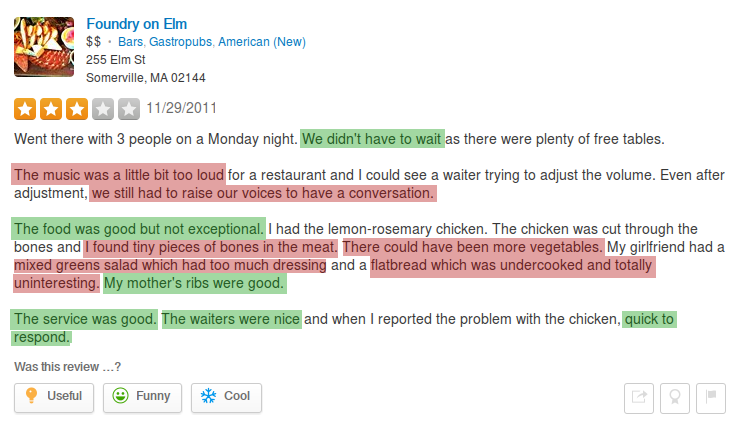 Foundry on Elm
$$ · Bars, Gastropubs, American (New)
255 Elm St
Somerville, MA 02144
11/29/2011
Went there with 3 people on a Monday night. We didn't have to wait as there were plenty of free tables.
The music was a little bit too loud for a restaurant and I could see a waiter trying to adjust the volume. Even after
adjustment, we still had to raise our voices to have a conversation.
The food was good but not exceptional. I had the lemon-rosemary chicken. The chicken was cut through the
bones and I found tiny pieces of bones in the meat. There could have been more vegetables. My girlfriend had a
mixed greens salad which had too much dressing and a flatbread which was undercooked and totally
uninteresting. My mother's ribs were good.
The service was good. The waiters were nice and when I reported the problem with the chicken, quick to
respond.
Was this review ...?
Useful Funny Cool